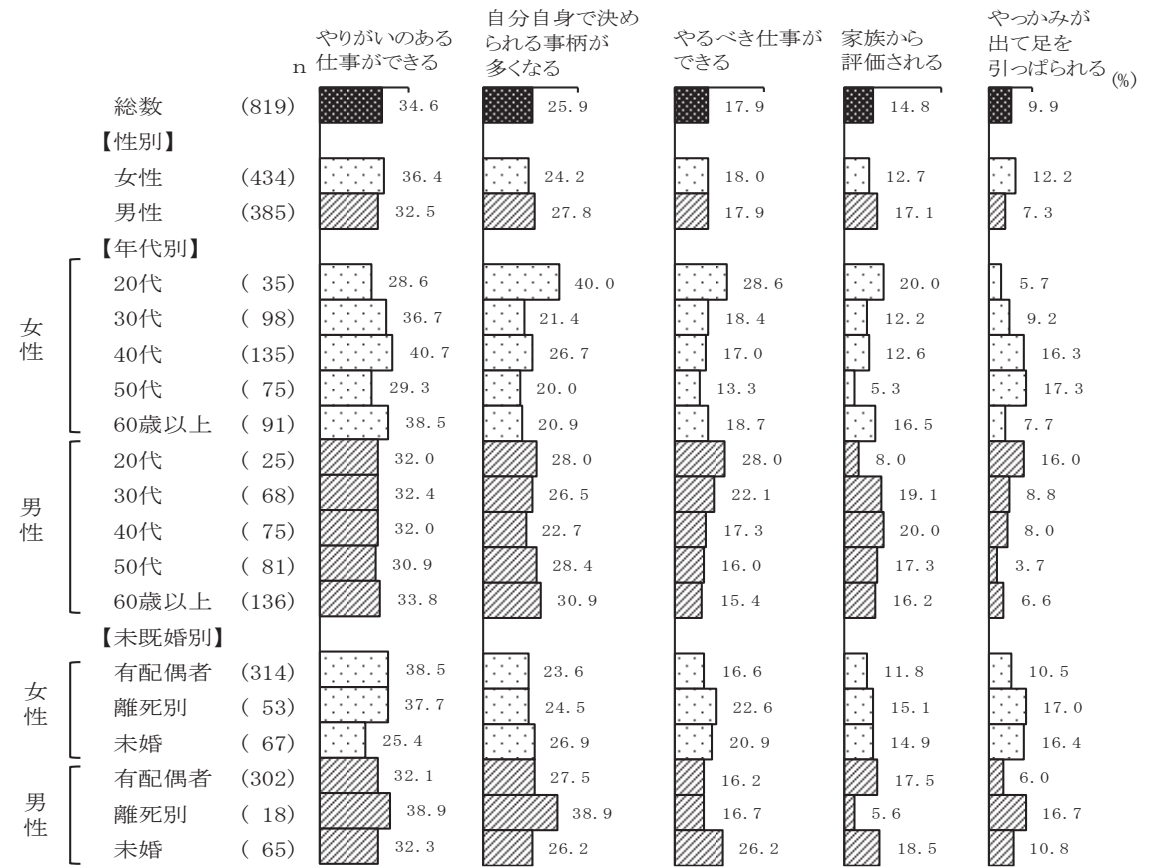 n
やりがいのある
仕事ができる
自分自身で決め
られる事柄が
多くなる
やるべき仕事が
できる
家族から
評価される
やっかみが
出て足を
引っぱられる
(%)
総数 (819) 34.6 25.9 17.9 14.8 9.9
【性別】
女性 (434) 36.4 24.2 18.0 12.7 12.2
男性 (385) 32.5 27.8 17.9 17.1 7.3
【年代別】
女性
20代 ( 35) 28.6 40.0 28.6 20.0 5.7
30代 ( 98) 36.7 21.4 18.4 12.2 9.2
40代 (135) 40.7 26.7 17.0 12.6 16.3
50代 ( 75) 29.3 20.0 13.3 5.3 17.3
60歳以上 ( 91) 38.5 20.9 18.7 16.5 7.7
男性
20代 ( 25) 32.0 28.0 28.0 8.0 16.0
30代 ( 68) 32.4 26.5 22.1 19.1 8.8
40代 ( 75) 32.0 22.7 17.3 20.0 8.0
50代 ( 81) 30.9 28.4 16.0 17.3 3.7
60歳以上 (136) 33.8 30.9 15.4 16.2 6.6
【未既婚別】
女性
有配偶者 (314) 38.5 23.6 16.6 11.8 10.5
離死別 ( 53) 37.7 24.5 22.6 15.1 17.0
未婚 ( 67) 25.4 26.9 20.9 14.9 16.4
男性
有配偶者 (302) 32.1 27.5 16.2 17.5 6.0
離死別 ( 18) 38.9 38.9 16.7 5.6 16.7
未婚 ( 65) 32.3 26.2 26.2 18.5 10.8